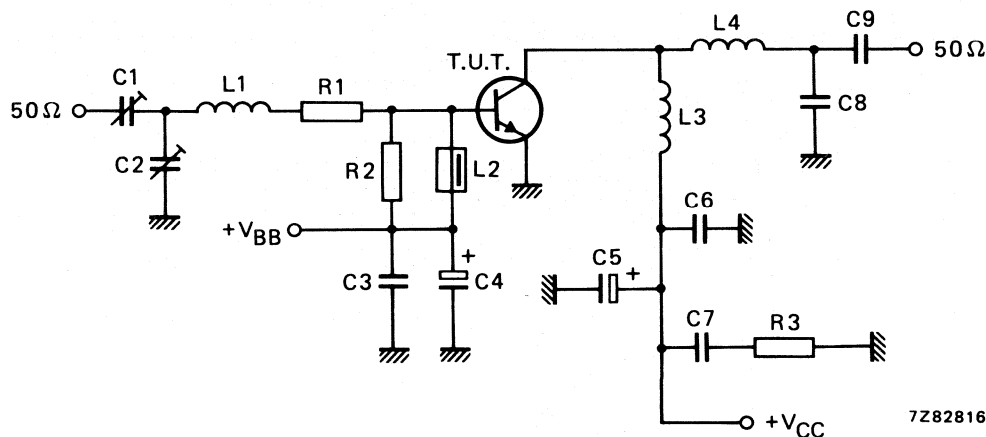 50Ω
C1
C2
L1
R1
R2
L2
+VBB
C3
+
C4
T.U.T.
L3
L4
C9
50Ω
C8
C6
C5
+
C7
R3
+VCC
7Z82816